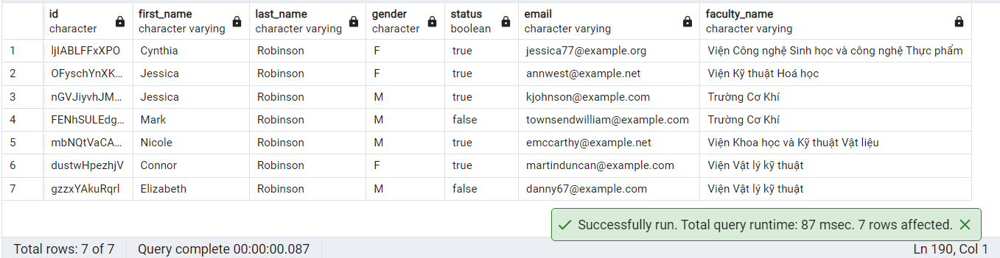 id first_name last_name gender status email faculty_name
character character varying character varying character boolean character varying character varying
1 ljIABLFFxXPO Cynthia Robinson F true jessica77@example.org Viện Công nghệ Sinh học và công nghệ Thực phẩm
2 OFyschYnXK... Jessica Robinson F true annwest@example.net Viện Kỹ thuật Hoá học
3 nGVJiyvhJM... Jessica Robinson M true kjohnson@example.com Trường Cơ Khí
4 FENhSULEdg... Mark Robinson M false townsendwilliam@example.com Trường Cơ Khí
5 mbNQtVaCA... Nicole Robinson M true emccarthy@example.net Viện Khoa học và Kỹ thuật Vật liệu
6 dustwHpezhjV Connor Robinson F true martinduncan@example.com Viện Vật lý kỹ thuật
7 gzzxYAkuRqrl Elizabeth Robinson M false danny67@example.com Viện Vật lý kỹ thuật
Successfully run. Total query runtime: 87 msec. 7 rows affected.
Total rows: 7 of 7 Query complete 00:00:00.087 Ln 190, Col 1